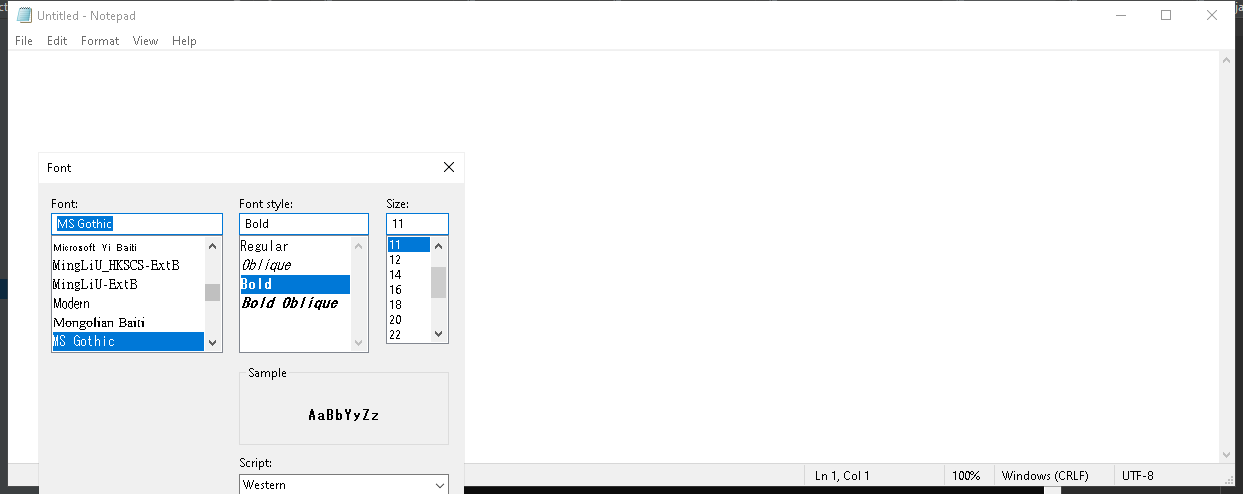 Untitled - Notepad
File Edit Format View Help
Font
Font: Font style: Size:
MS Gothic Bold 11
Microsoft Yi Baiti Regular 11
MingLiU_HKSCS-ExtB Oblique 12
MingLiU-ExtB Bold 14
Modern Bold Oblique 16
Mongolian Baiti 18
MS Gothic 20
22
Sample
AaBbYyZz
Script:
Western
Ln 1, Col 1 100% Windows (CRLF) UTF-8